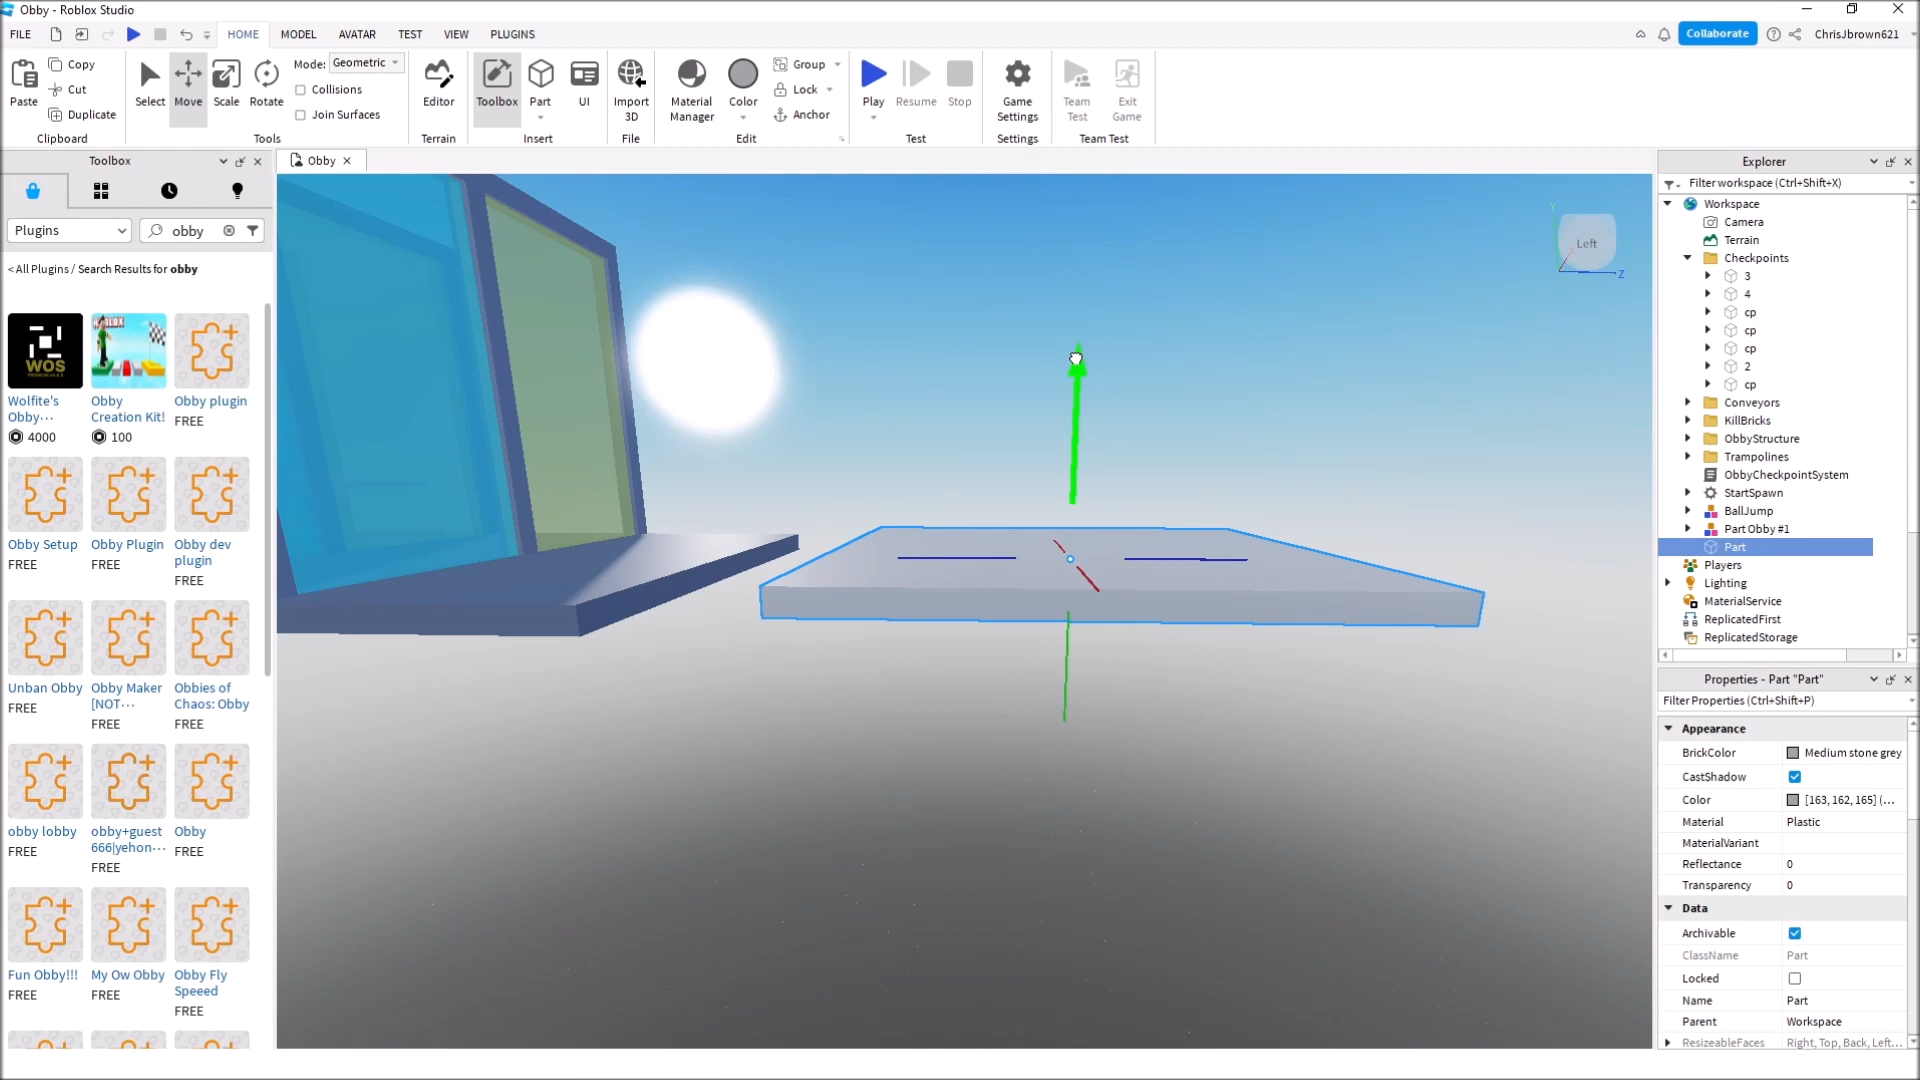 Obby - Roblox Studio
FILE HOME MODEL AVATAR TEST VIEW PLUGINS Collaborate ChrisJbrown621
Paste Copy Cut Duplicate Clipboard
Select Move Scale Rotate Mode: Geometric Collisions Join Surfaces Tools
Editor Terrain
Toolbox Part UI Insert
Import 3D File
Material Manager Color Group Lock Anchor Edit
Play Resume Stop Test
Game Settings Settings
Team Test Exit Game Team Test
Toolbox
Plugins obby
< All Plugins / Search Results for obby
WOS
Wolfite's Obby··· 4000
Obby Creation Kit! 100
Obby plugin FREE
Obby Setup FREE
Obby Plugin FREE
Obby dev plugin FREE
Unban Obby FREE
Obby Maker [NOT··· FREE
Obbies of Chaos: Obby FREE
obby lobby FREE
obby+guest 666|yehon··· FREE
Obby FREE
Fun Obby!!! FREE
My Ow Obby FREE
Obby Fly Speeed FREE
Obby
Y
Left
Z
Explorer
Filter workspace (Ctrl+Shift+X)
Workspace
Camera
Terrain
Checkpoints
3
4
cp
cp
cp
2
cp
Conveyors
KillBricks
ObbyStructure
Trampolines
ObbyCheckpointSystem
StartSpawn
BallJump
Part Obby #1
Part
Players
Lighting
MaterialService
ReplicatedFirst
ReplicatedStorage
Properties - Part "Part"
Filter Properties (Ctrl+Shift+P)
Appearance
BrickColor Medium stone grey
CastShadow
Color [163, 162, 165] (...
Material Plastic
MaterialVariant
Reflectance 0
Transparency 0
Data
Archivable
ClassName Part
Locked
Name Part
Parent Workspace
ResizeableFaces Right, Top, Back, Left...